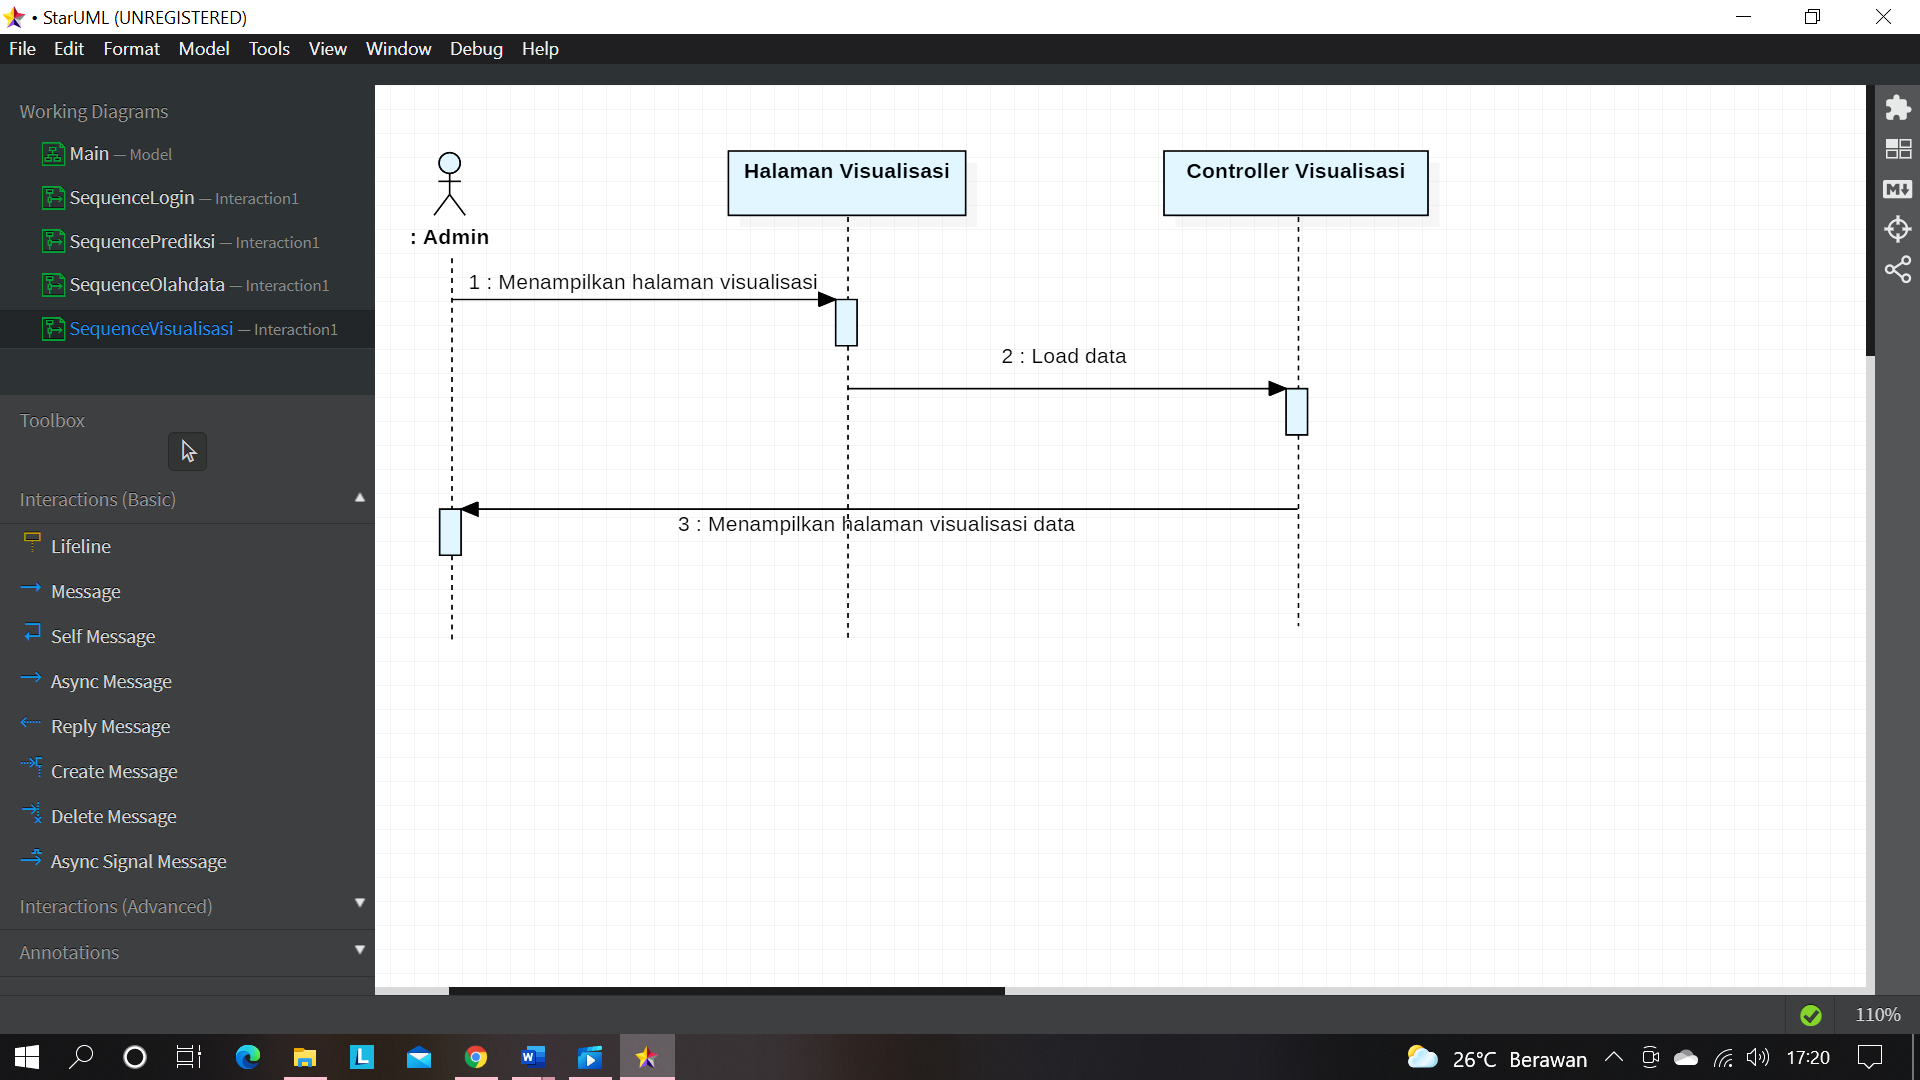 • StarUML (UNREGISTERED)
File Edit Format Model Tools View Window Debug Help
Working Diagrams
Main — Model
SequenceLogin — Interaction1
SequencePrediksi — Interaction1
SequenceOlahdata — Interaction1
SequenceVisualisasi — Interaction1
Toolbox
Interactions (Basic)
Lifeline
Message
Self Message
Async Message
Reply Message
Create Message
Delete Message
Async Signal Message
Interactions (Advanced)
Annotations
Halaman Visualisasi
Controller Visualisasi
: Admin
1 : Menampilkan halaman visualisasi
2 : Load data
3 : Menampilkan halaman visualisasi data
M
110%
L
W
26°C Berawan
17:20